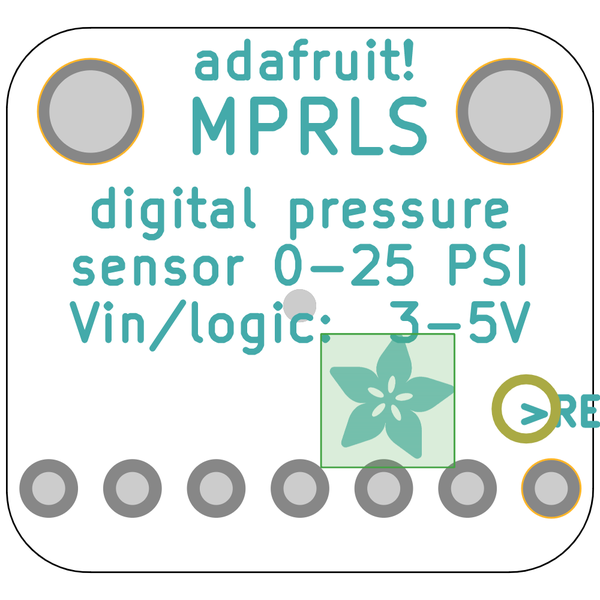 adafruit!
MPRLS
digital pressure
sensor 0-25 PSI
Vin/logic: 3-5V
>RE